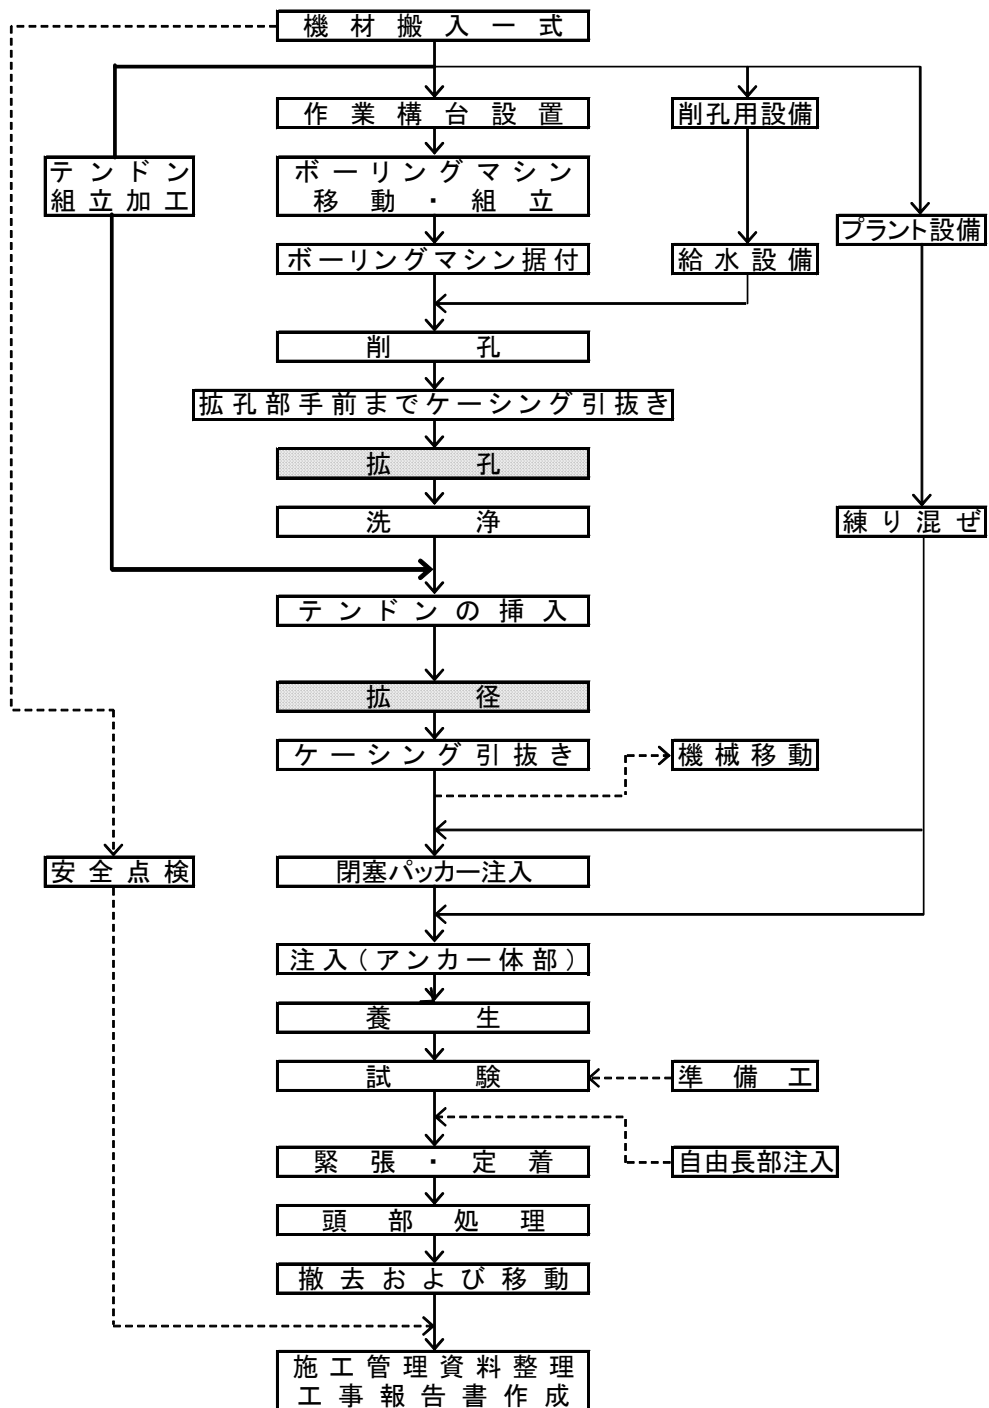 機材搬入一式
作業構台設置
削孔用設備
テンドン
組立加工
ボーリングマシン
移動・組立
プラント設備
ボーリングマシン据付
給水設備
削孔
拡孔部手前までケーシング引抜き
拡孔
洗浄
練り混ぜ
テンドンの挿入
拡径
ケーシング引抜き
機械移動
安全点検
閉塞パッカー注入
注入(アンカー体部)
養生
試験
準備工
緊張・定着
自由長部注入
頭部処理
撤去および移動
施工管理資料整理
工事報告書作成